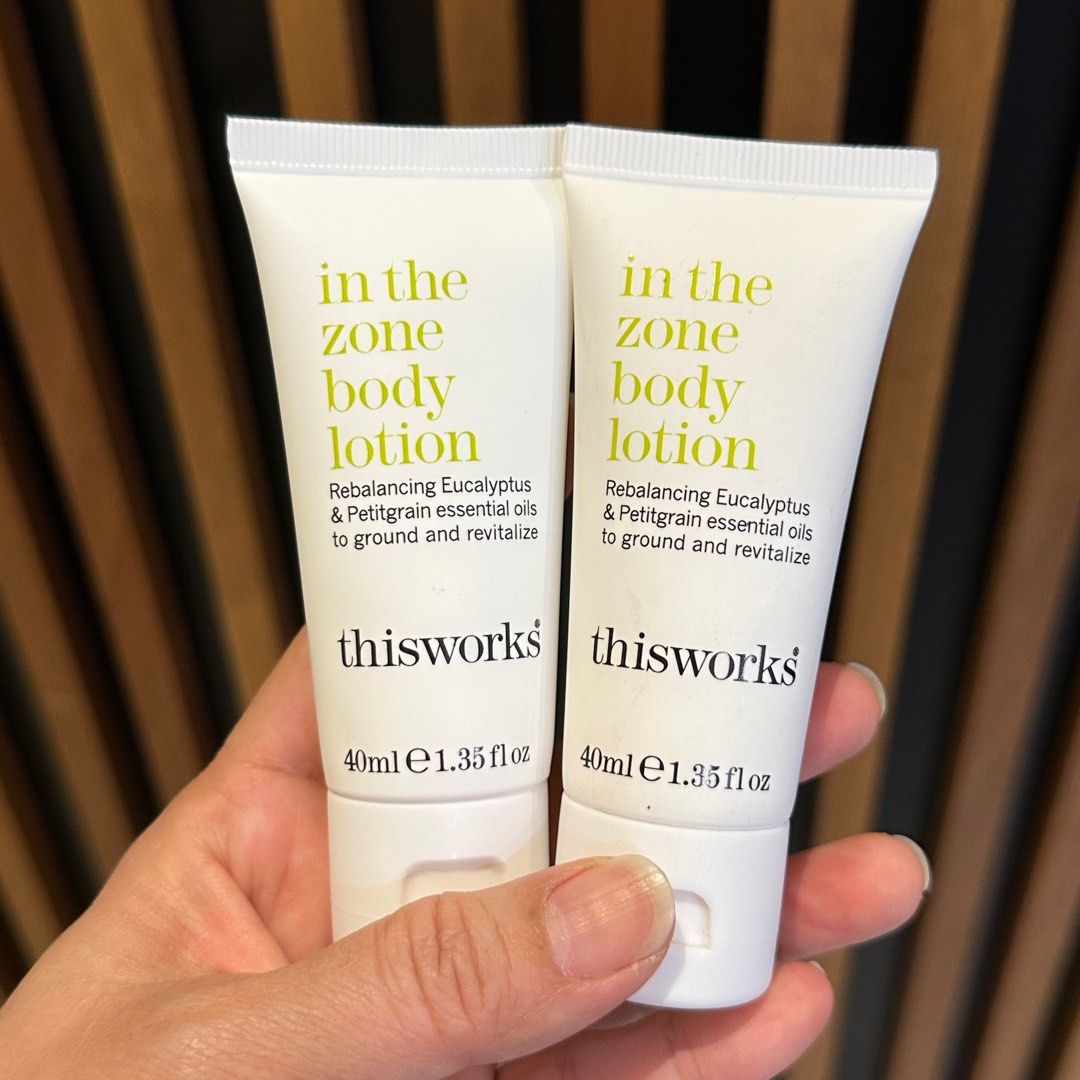 in the
zone
body
lotion
Rebalancing Eucalyptus
& Petitgrain essential oils
to ground and revitalize
thisworks®
40ml ℮ 1.35 fl oz
in the
zone
body
lotion
Rebalancing Eucalyptus
& Petitgrain essential oils
to ground and revitalize
thisworks®
40ml ℮ 1.35 fl oz